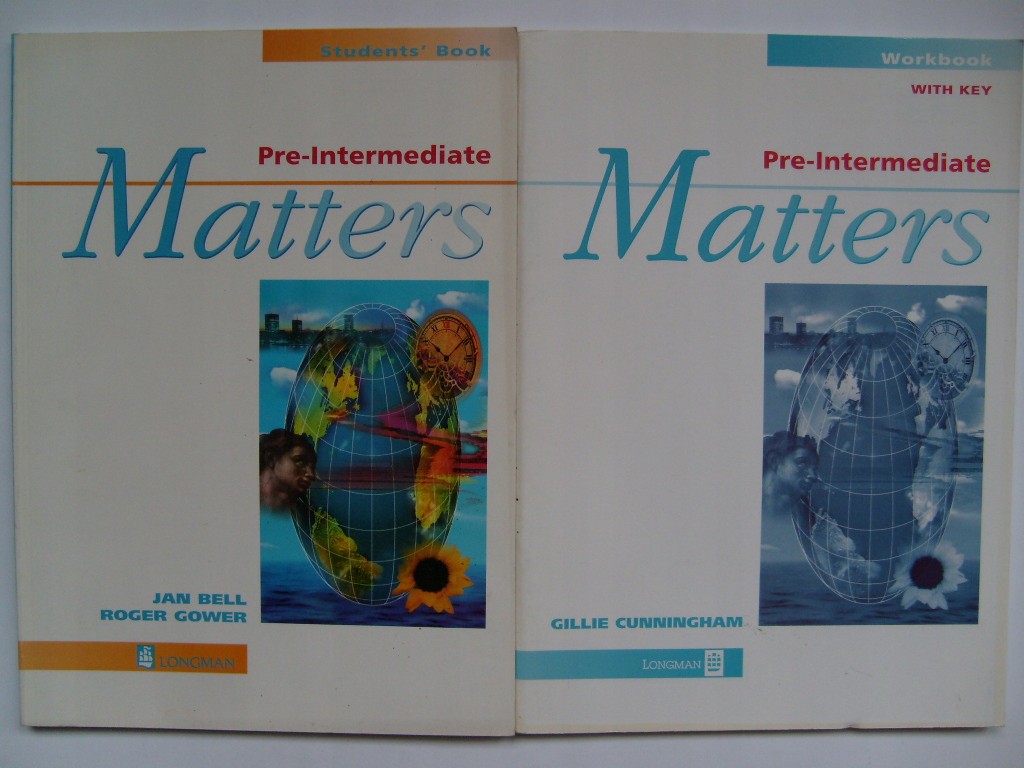 Students' Book
Pre-Intermediate
Matters
JAN BELL
ROGER GOWER
LONGMAN
Workbook
WITH KEY
Pre-Intermediate
Matters
GILLIE CUNNINGHAM
LONGMAN